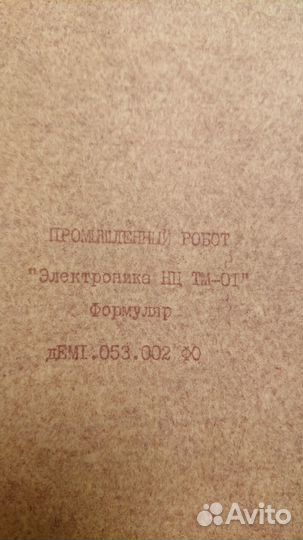 ПРОМЫШЛЕННЫЙ РОБОТ
"Электроника НЦ ТМ-01"
Формуляр
дЕМ1.053.002 ФО
Avito